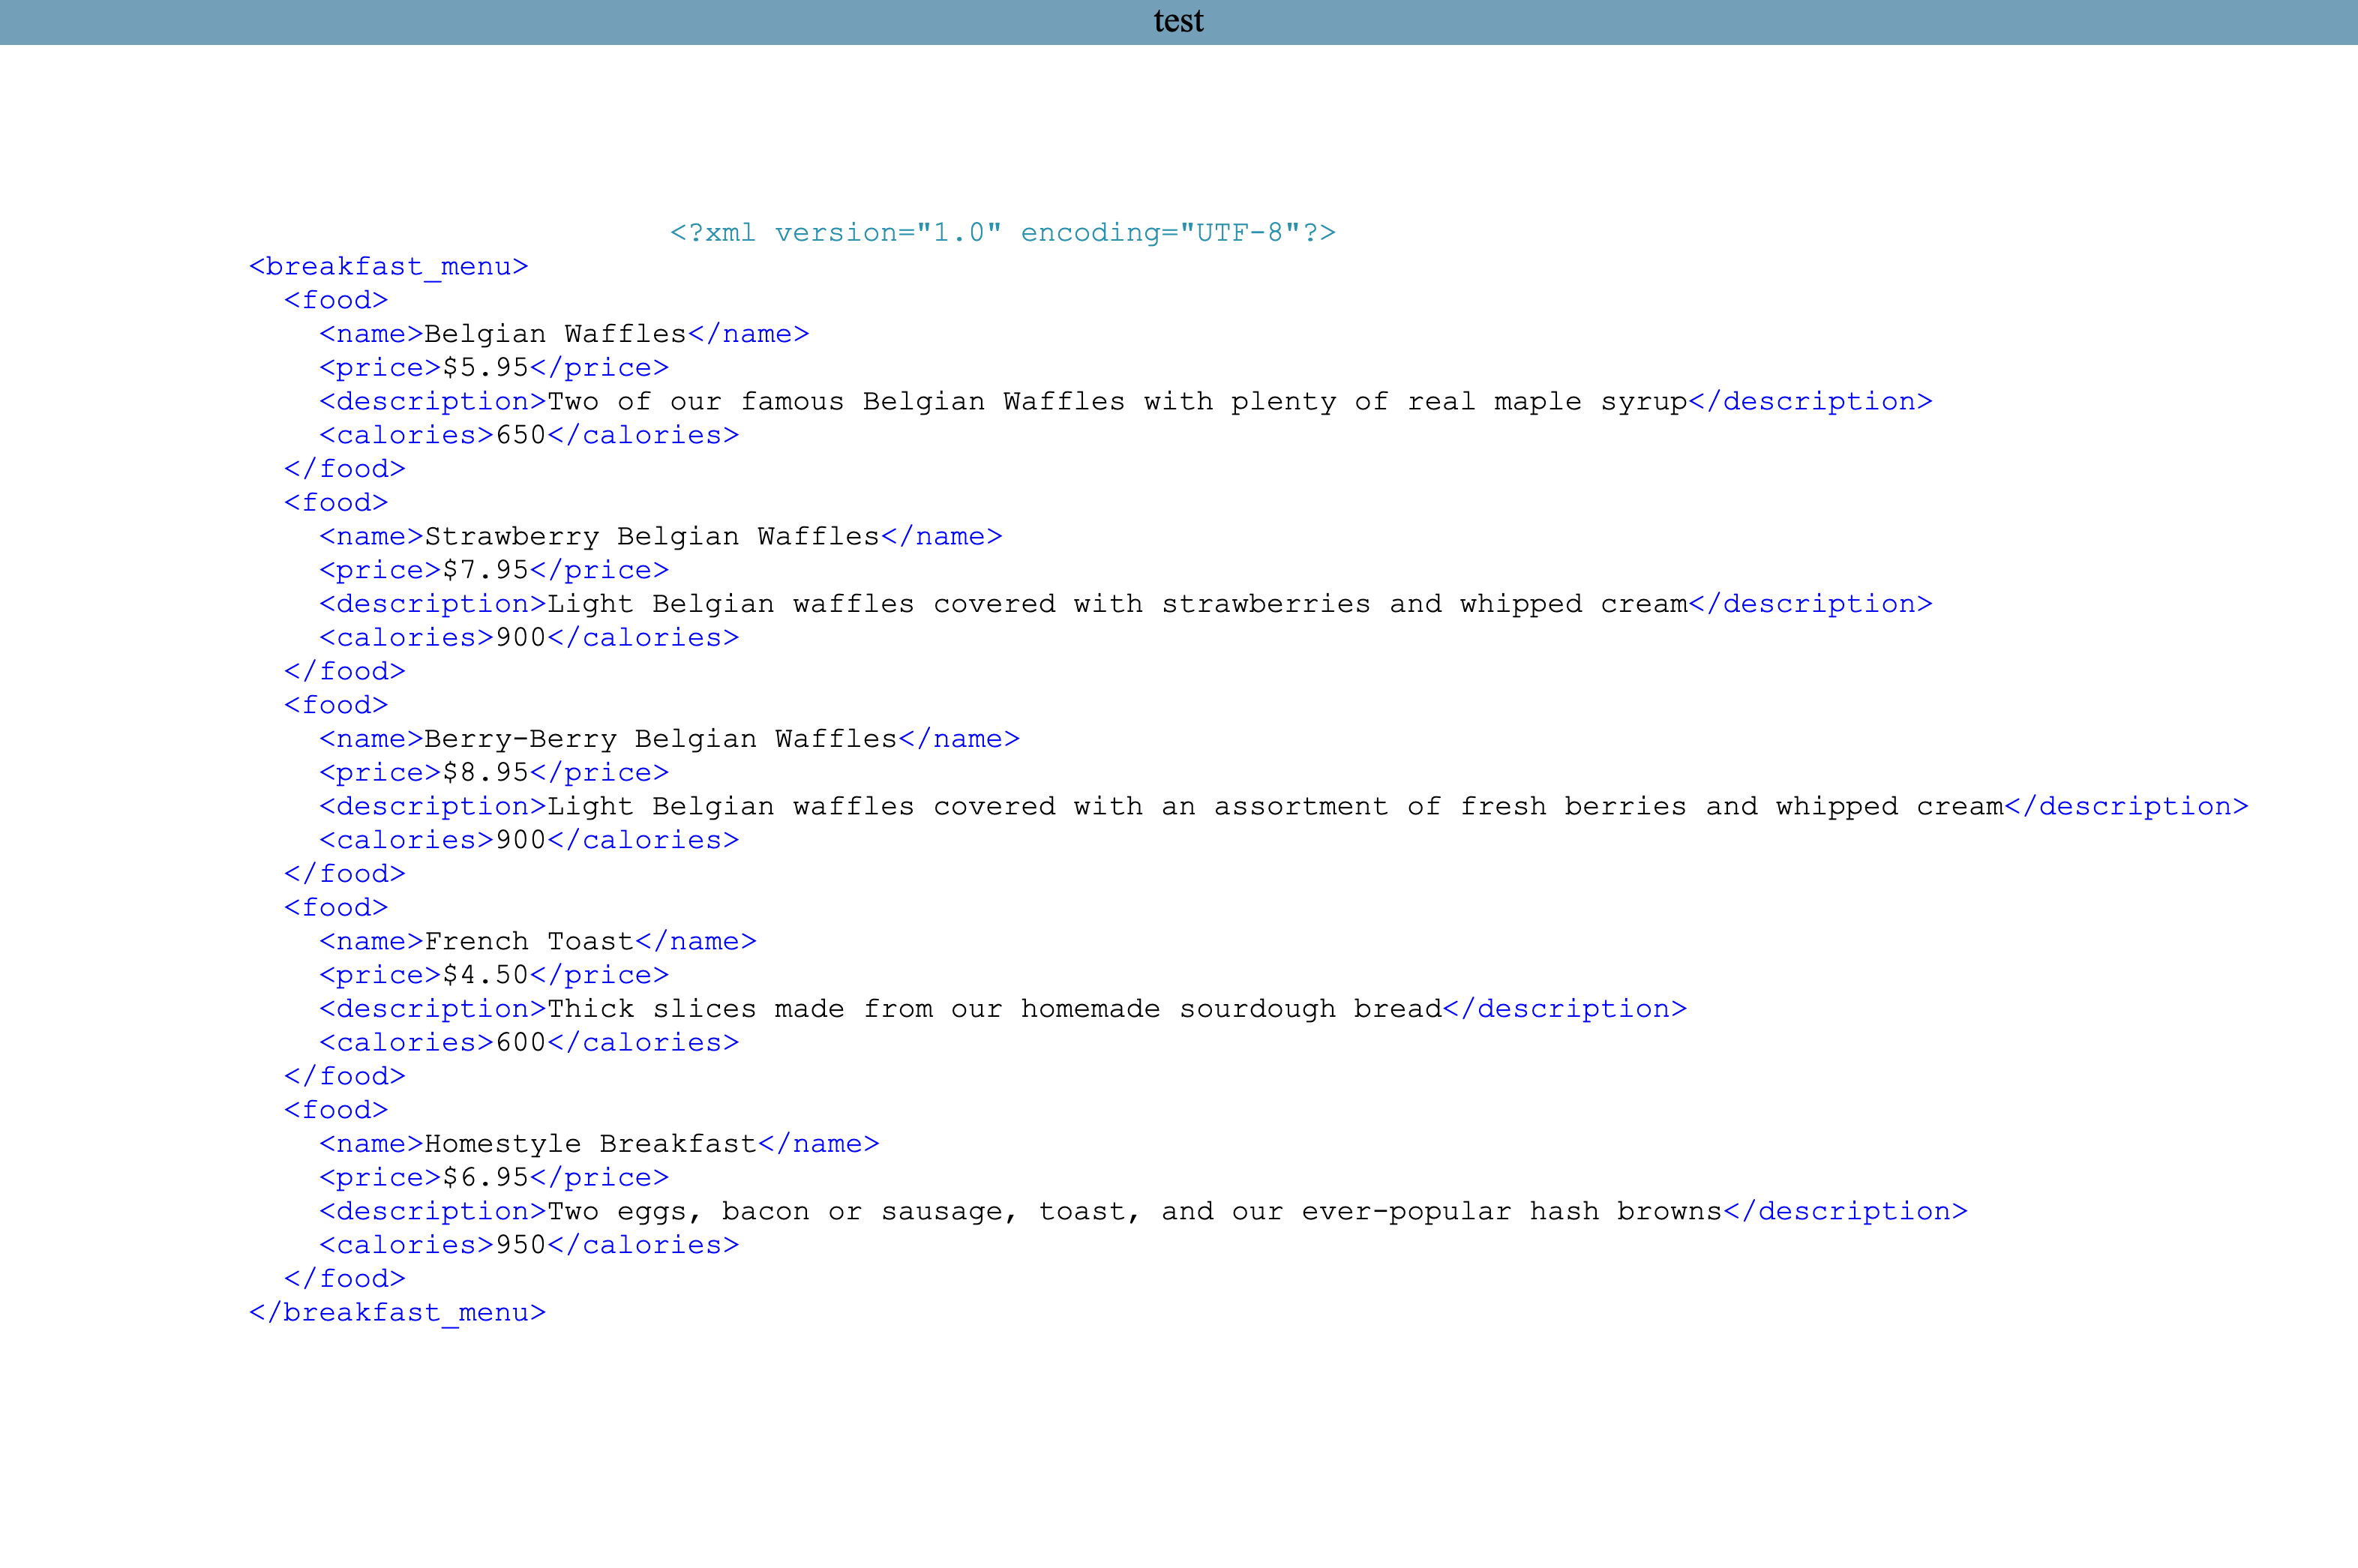 test
<?xml version="1.0" encoding="UTF-8"?>
<breakfast_menu>
  <food>
    <name>Belgian Waffles</name>
    <price>$5.95</price>
    <description>Two of our famous Belgian Waffles with plenty of real maple syrup</description>
    <calories>650</calories>
  </food>
  <food>
    <name>Strawberry Belgian Waffles</name>
    <price>$7.95</price>
    <description>Light Belgian waffles covered with strawberries and whipped cream</description>
    <calories>900</calories>
  </food>
  <food>
    <name>Berry-Berry Belgian Waffles</name>
    <price>$8.95</price>
    <description>Light Belgian waffles covered with an assortment of fresh berries and whipped cream</description>
    <calories>900</calories>
  </food>
  <food>
    <name>French Toast</name>
    <price>$4.50</price>
    <description>Thick slices made from our homemade sourdough bread</description>
    <calories>600</calories>
  </food>
  <food>
    <name>Homestyle Breakfast</name>
    <price>$6.95</price>
    <description>Two eggs, bacon or sausage, toast, and our ever-popular hash browns</description>
    <calories>950</calories>
  </food>
</breakfast_menu>